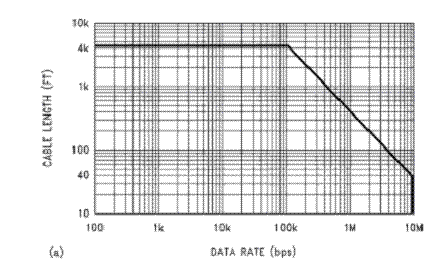 10k
4k
1k
100
40
10
CABLE LENGTH (FT)
100 1k 10k 100k 1M 10M
(a) DATA RATE (bps)